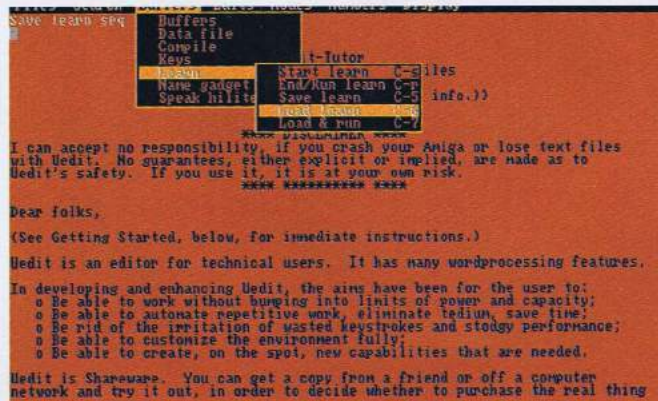 Files Search Buffers Edits Modes Numbers Display
Save learn seq
Buffers
Data file
Compile
Keys
Learn
Name gadget
Speak hilite
Start learn C-s
End/Run learn C-r
Save learn C-5
Load learn C-6
Load & run C-7
t-Tutor
iles
info.))
**** DISCLAIMER ****
I can accept no responsibility, if you crash your Amiga or lose text files
with Uedit. No guarantees, either explicit or implied, are made as to
Uedit's safety. If you use it, it is at your own risk.
**** ********** ****
Dear folks,
(See Getting Started, below, for immediate instructions.)
Uedit is an editor for technical users. It has many wordprocessing features.
In developing and enhancing Uedit, the aims have been for the user to:
o Be able to work without bumping into limits of power and capacity;
o Be able to automate repetitive work, eliminate tedium, save time;
o Be rid of the irritation of wasted keystrokes and stodgy performance;
o Be able to customize the environment fully;
o Be able to create, on the spot, new capabilities that are needed.
Uedit is Shareware. You can get a copy from a friend or off a computer
network and try it out, in order to decide whether to purchase the real thing